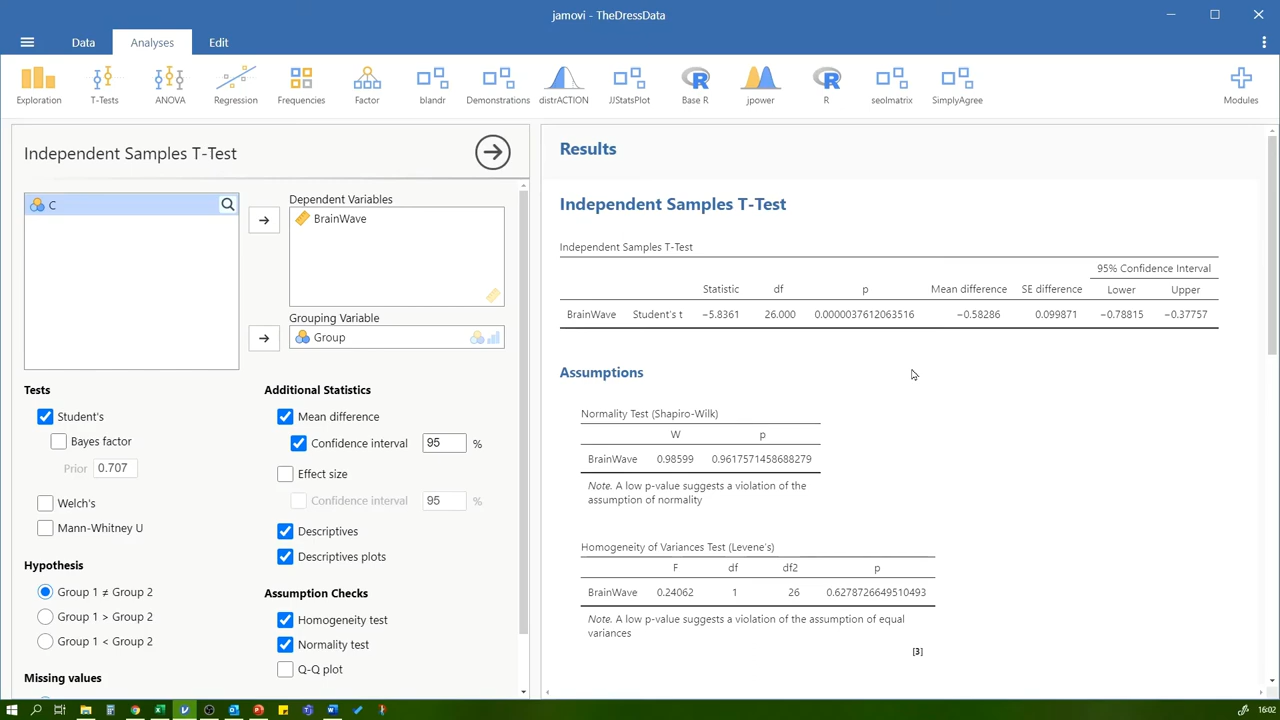 jamovi - TheDressData
Data Analyses Edit
Exploration T-Tests ANOVA Regression Frequencies Factor blandr Demonstrations distrACTION JJStatsPlot Base R jpower R seolmatrix SimplyAgree Modules
Independent Samples T-Test
C
Dependent Variables
BrainWave
Grouping Variable
Group
Tests
Student's
Bayes factor
Prior 0.707
Welch's
Mann-Whitney U
Hypothesis
Group 1 ≠ Group 2
Group 1 > Group 2
Group 1 < Group 2
Missing values
Additional Statistics
Mean difference
Confidence interval 95 %
Effect size
Confidence interval 95 %
Descriptives
Descriptives plots
Assumption Checks
Homogeneity test
Normality test
Q-Q plot
Results
Independent Samples T-Test
Independent Samples T-Test
95% Confidence Interval
Statistic df p Mean difference SE difference Lower Upper
BrainWave Student's t −5.8361 26.000 0.0000037612063516 −0.58286 0.099871 −0.78815 −0.37757
Assumptions
Normality Test (Shapiro-Wilk)
W p
BrainWave 0.98599 0.9617571458688279
Note. A low p-value suggests a violation of the
assumption of normality
Homogeneity of Variances Test (Levene's)
F df df2 p
BrainWave 0.24062 1 26 0.6278726649510493
Note. A low p-value suggests a violation of the assumption of equal
variances
[3]
16:02